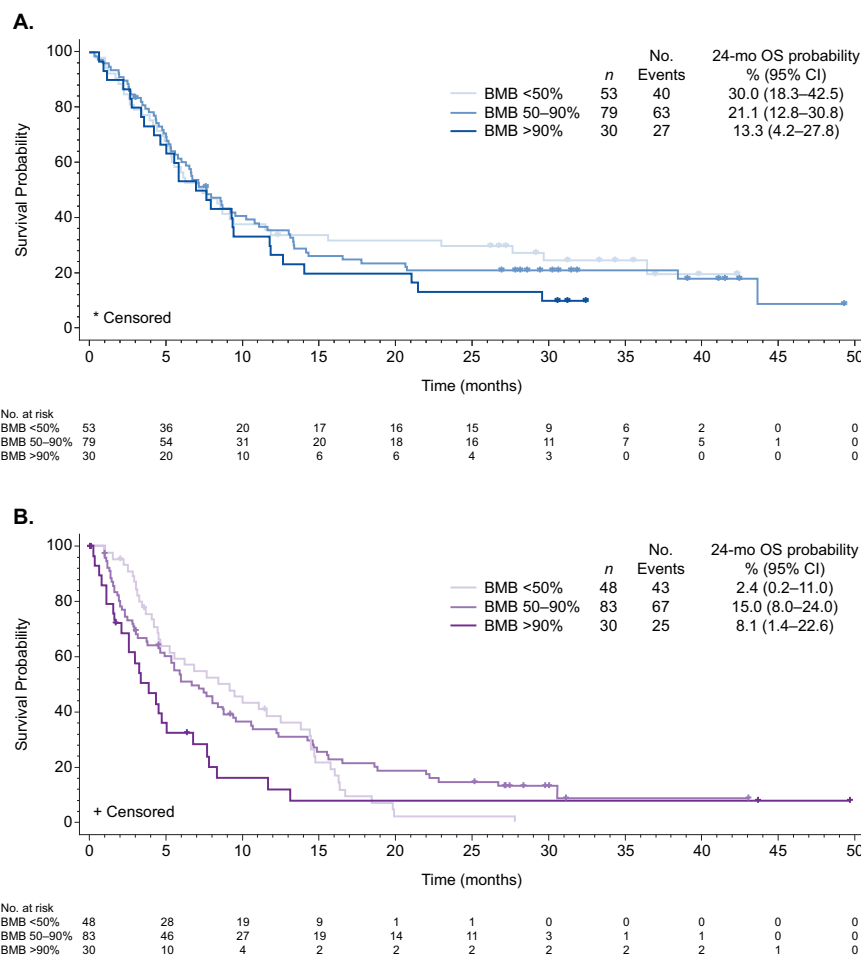 A.
No. 24-mo OS probability
n Events % (95% CI)
BMB <50% 53 40 30.0 (18.3–42.5)
BMB 50–90% 79 63 21.1 (12.8–30.8)
BMB >90% 30 27 13.3 (4.2–27.8)
Survival Probability
100
80
60
40
20
0
* Censored
0 5 10 15 20 25 30 35 40 45 50
Time (months)
No. at risk
BMB <50% 53 36 20 17 16 15 9 6 2 0 0
BMB 50–90% 79 54 31 20 18 16 11 7 5 1 0
BMB >90% 30 20 10 6 6 4 3 0 0 0 0
B.
No. 24-mo OS probability
n Events % (95% CI)
BMB <50% 48 43 2.4 (0.2–11.0)
BMB 50–90% 83 67 15.0 (8.0–24.0)
BMB >90% 30 25 8.1 (1.4–22.6)
Survival Probability
100
80
60
40
20
0
+ Censored
0 5 10 15 20 25 30 35 40 45 50
Time (months)
No. at risk
BMB <50% 48 28 19 9 1 1 0 0 0 0 0
BMB 50–90% 83 46 27 19 14 11 3 1 1 0 0
BMB >90% 30 10 4 2 2 2 2 2 2 1 0